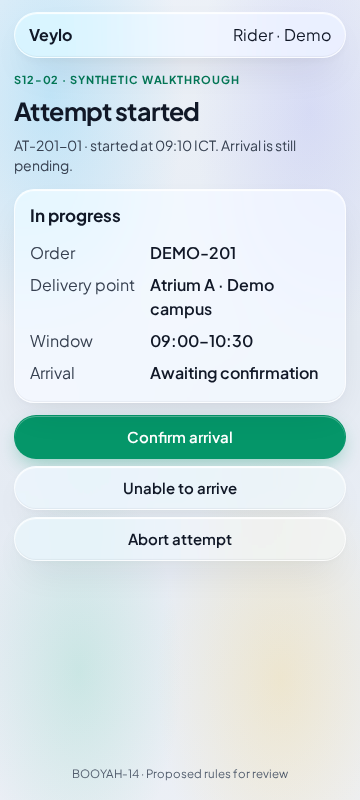 Veylo
Rider · Demo
S12-02 · SYNTHETIC WALKTHROUGH
Attempt started
AT-201-01 · started at 09:10 ICT. Arrival is still
pending.
In progress
Order DEMO-201
Delivery point Atrium A · Demo
campus
Window 09:00–10:30
Arrival Awaiting confirmation
Confirm arrival
Unable to arrive
Abort attempt
BOOYAH-14 · Proposed rules for review